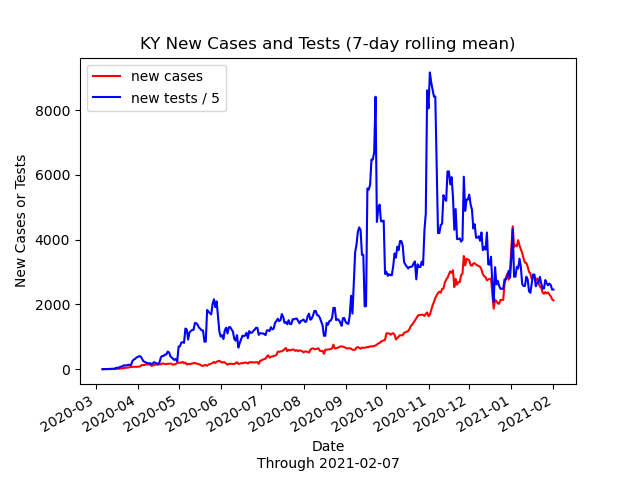 KY New Cases and Tests (7-day rolling mean)
new cases
new tests / 5
New Cases or Tests
8000
6000
4000
2000
0
2020-03
2020-04
2020-05
2020-06
2020-07
2020-08
2020-09
2020-10
2020-11
2020-12
2021-01
2021-02
Date
Through 2021-02-07